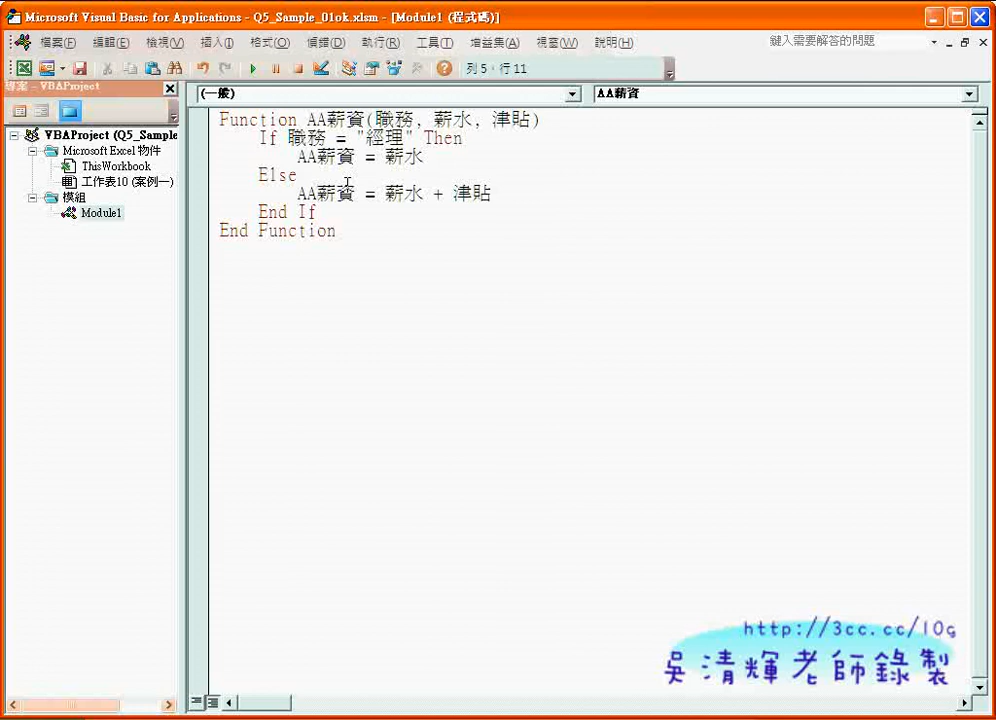 Microsoft Visual Basic for Applications - Q5_Sample_01ok.xlsm - [Module1 (程式碼)]
檔案(F) 編輯(E) 檢視(V) 插入(I) 格式(O) 偵錯(D) 執行(R) 工具(T) 增益集(A) 視窗(W) 說明(H) 鍵入需要解答的問題
列 5，行 11
專案 - VBAProject
(一般) AA薪資
VBAProject (Q5_Sample
Microsoft Excel 物件
ThisWorkbook
工作表10 (案例一)
模組
Module1
Function AA薪資(職務, 薪水, 津貼)
If 職務 = "經理" Then
AA薪資 = 薪水
Else
AA薪資 = 薪水 + 津貼
End If
End Function
http://3cc.cc/10g
吳清輝老師錄製